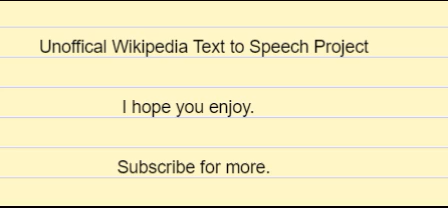 Unoffical Wikipedia Text to Speech Project
I hope you enjoy.
Subscribe for more.